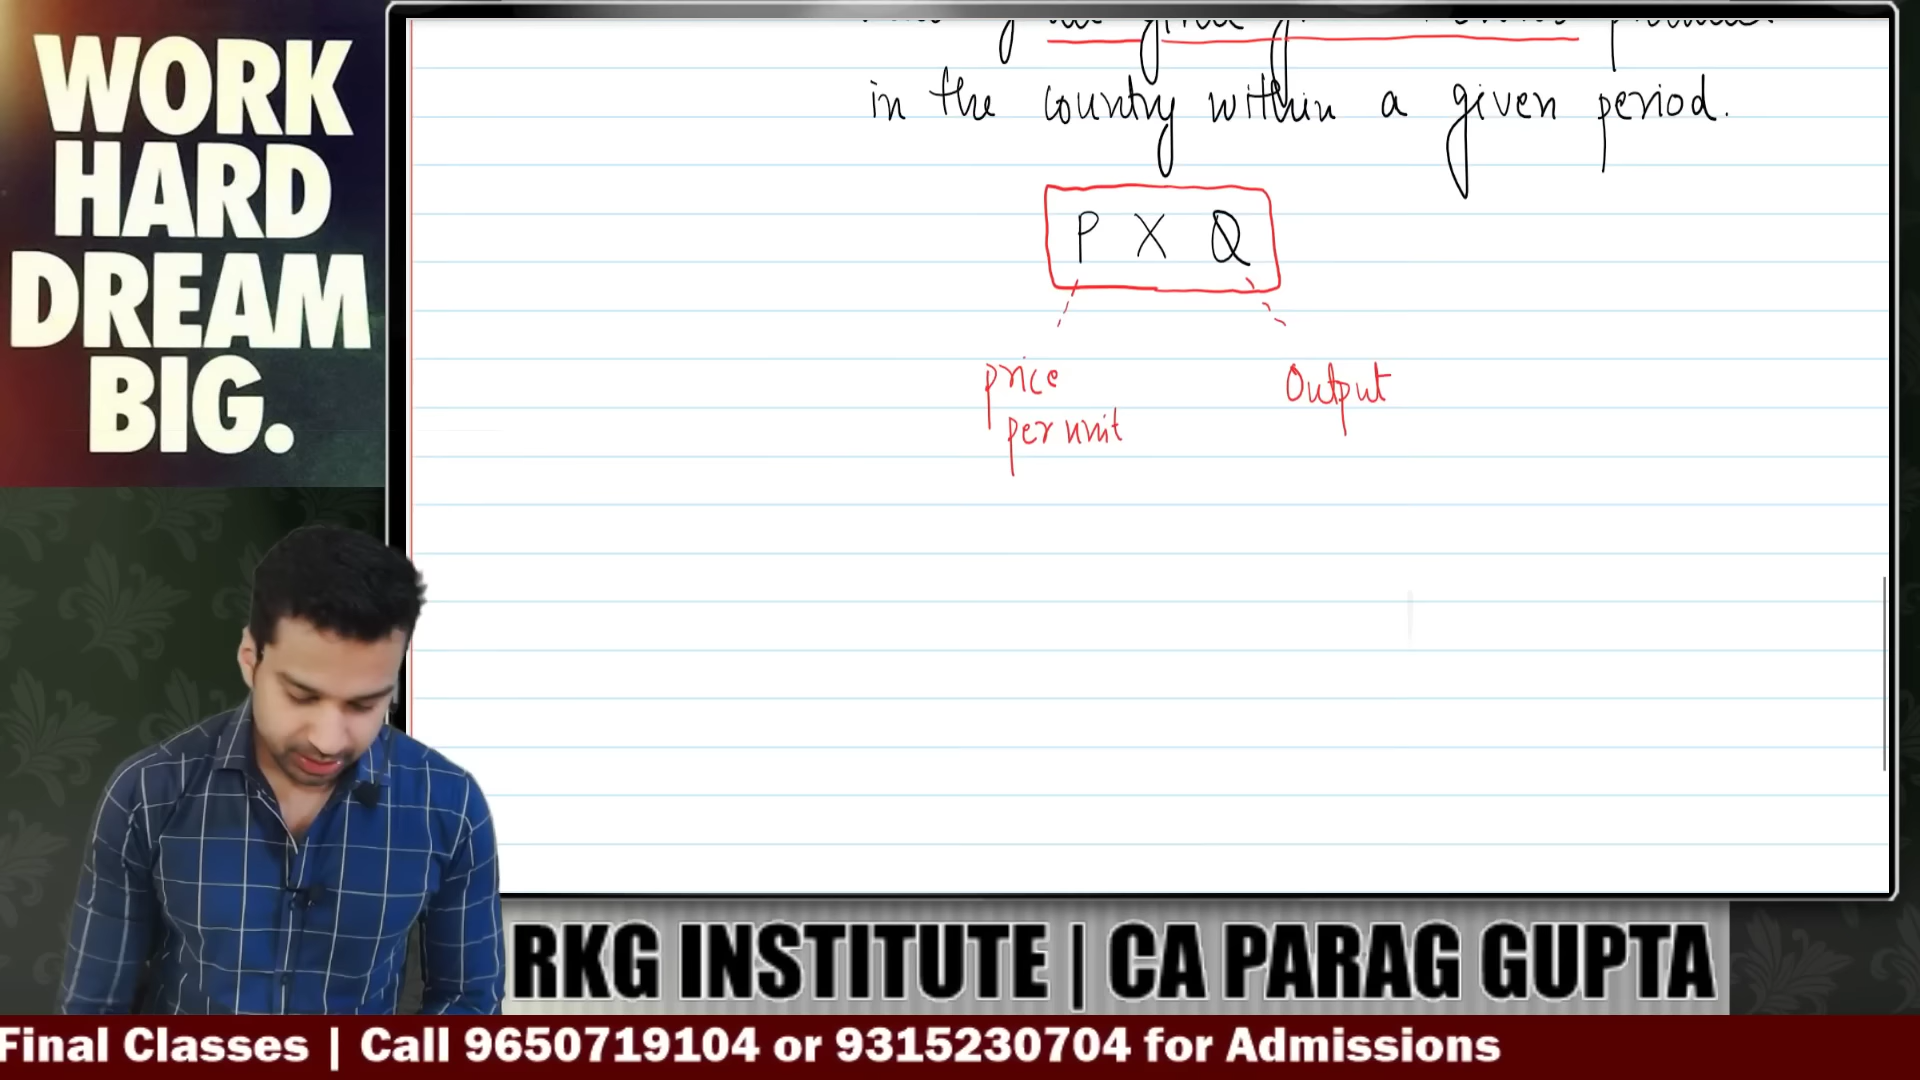 WORK
HARD
DREAM
BIG.
in the country within a given period.
P X Q
price
per unit
Output
RKG INSTITUTE | CA PARAG GUPTA
Final Classes | Call 9650719104 or 9315230704 for Admissions